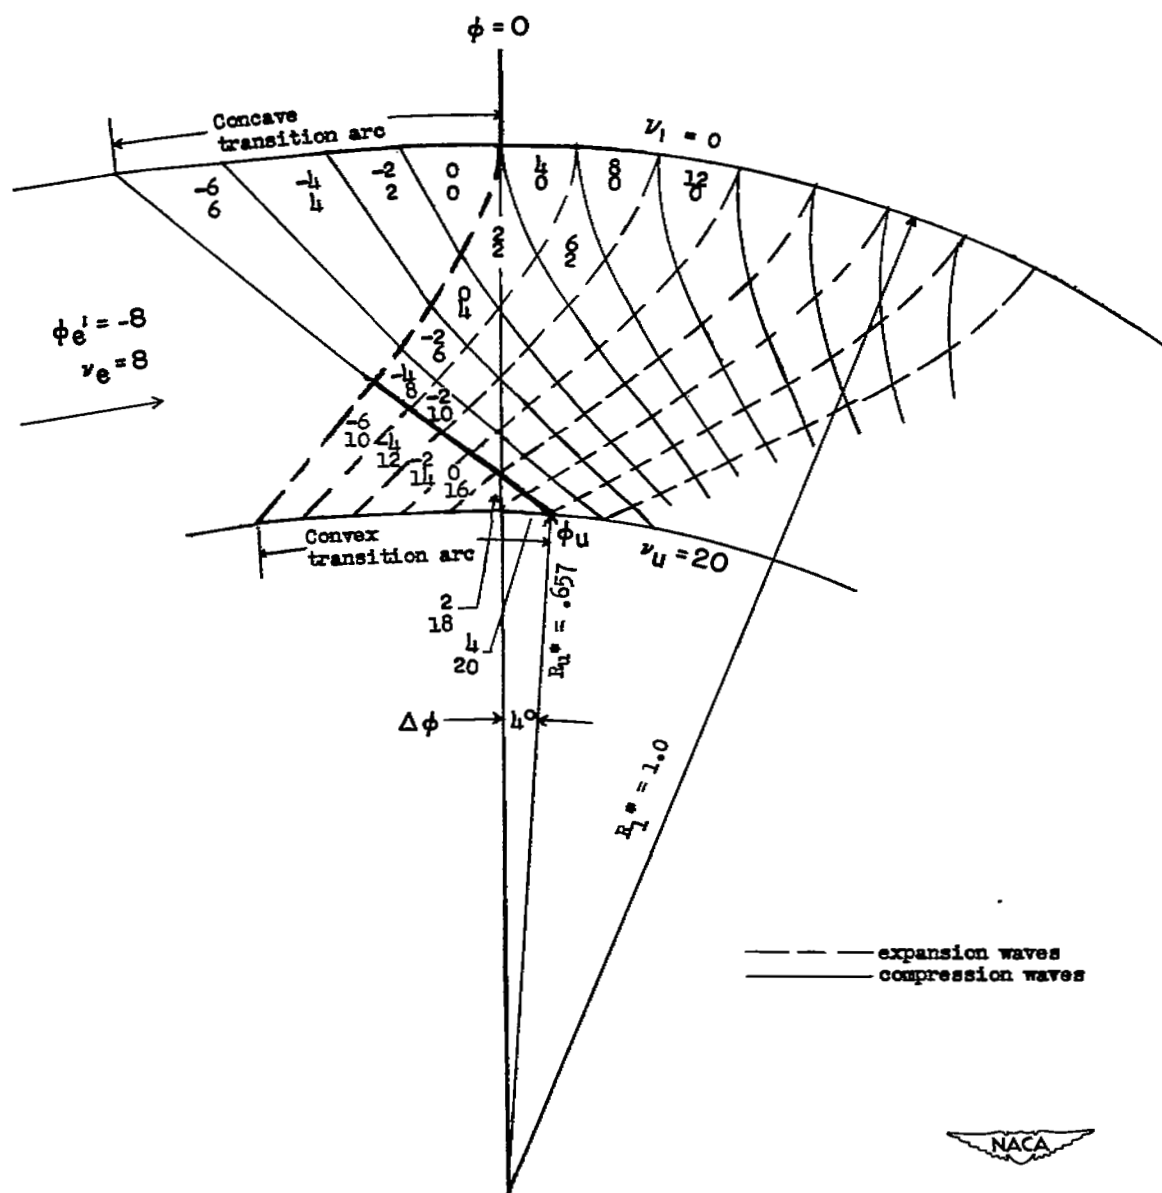 ϕ = 0
Concave
transition arc
ν₁ = 0
-6
6
-4
4
-2
2
0
0
4
0
8
0
12
0
2
2
6
2
0
4
-2
6
-4
8
-2
10
-6
10
-4
12
-2
14
0
16
ϕe' = -8
νe = 8
Convex
transition arc
ϕu
νu = 20
2
18
4
20
Ru* = .657
Δϕ
4°
Rl* = 1.0
expansion waves
compression waves
NACA